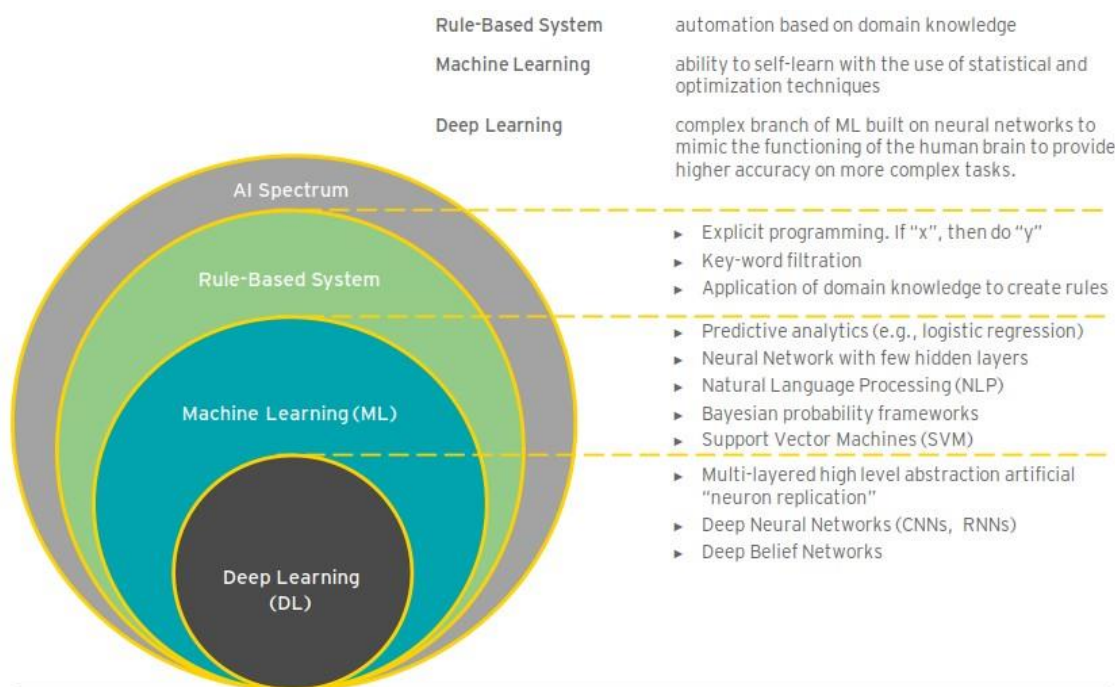 Rule-Based System automation based on domain knowledge
Machine Learning ability to self-learn with the use of statistical and
optimization techniques
Deep Learning complex branch of ML built on neural networks to
mimic the functioning of the human brain to provide
higher accuracy on more complex tasks.
AI Spectrum
Rule-Based System
► Explicit programming. If “x”, then do “y”
► Key-word filtration
► Application of domain knowledge to create rules
Machine Learning (ML)
► Predictive analytics (e.g., logistic regression)
► Neural Network with few hidden layers
► Natural Language Processing (NLP)
► Bayesian probability frameworks
► Support Vector Machines (SVM)
Deep Learning
(DL)
► Multi-layered high level abstraction artificial
“neuron replication”
► Deep Neural Networks (CNNs, RNNs)
► Deep Belief Networks